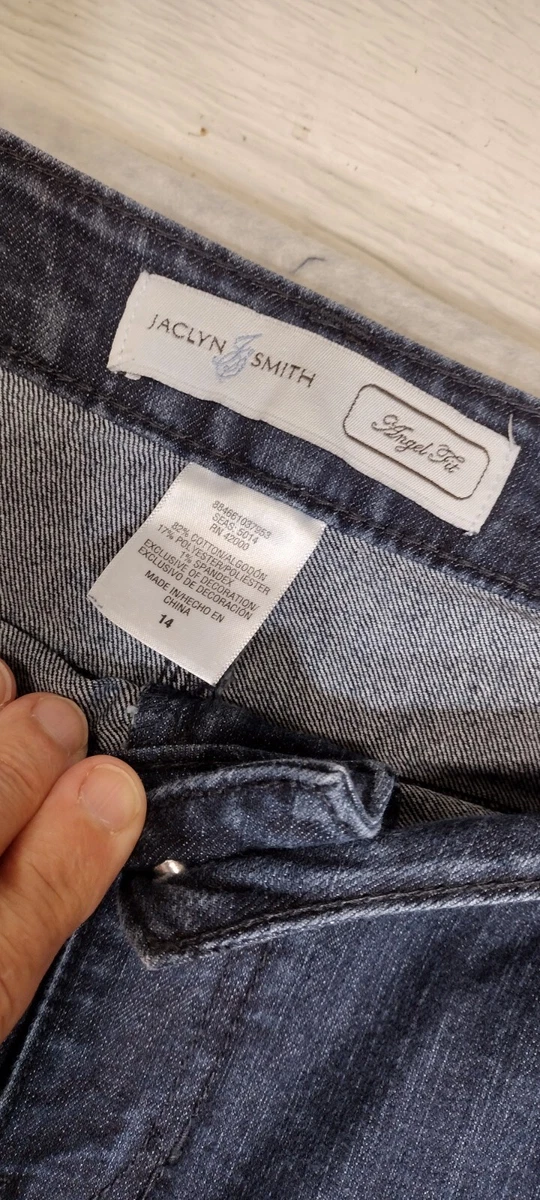 JACLYN JS SMITH
Angel Fit
884661037953
SEAS: 5014
RN 42000
82% COTTON/ALGODÓN
17% POLYESTER/POLIÉSTER
1% SPANDEX
EXCLUSIVE OF DECORATION/
EXCLUSIVO DE DECORACIÓN
MADE IN/HECHO EN
CHINA
14